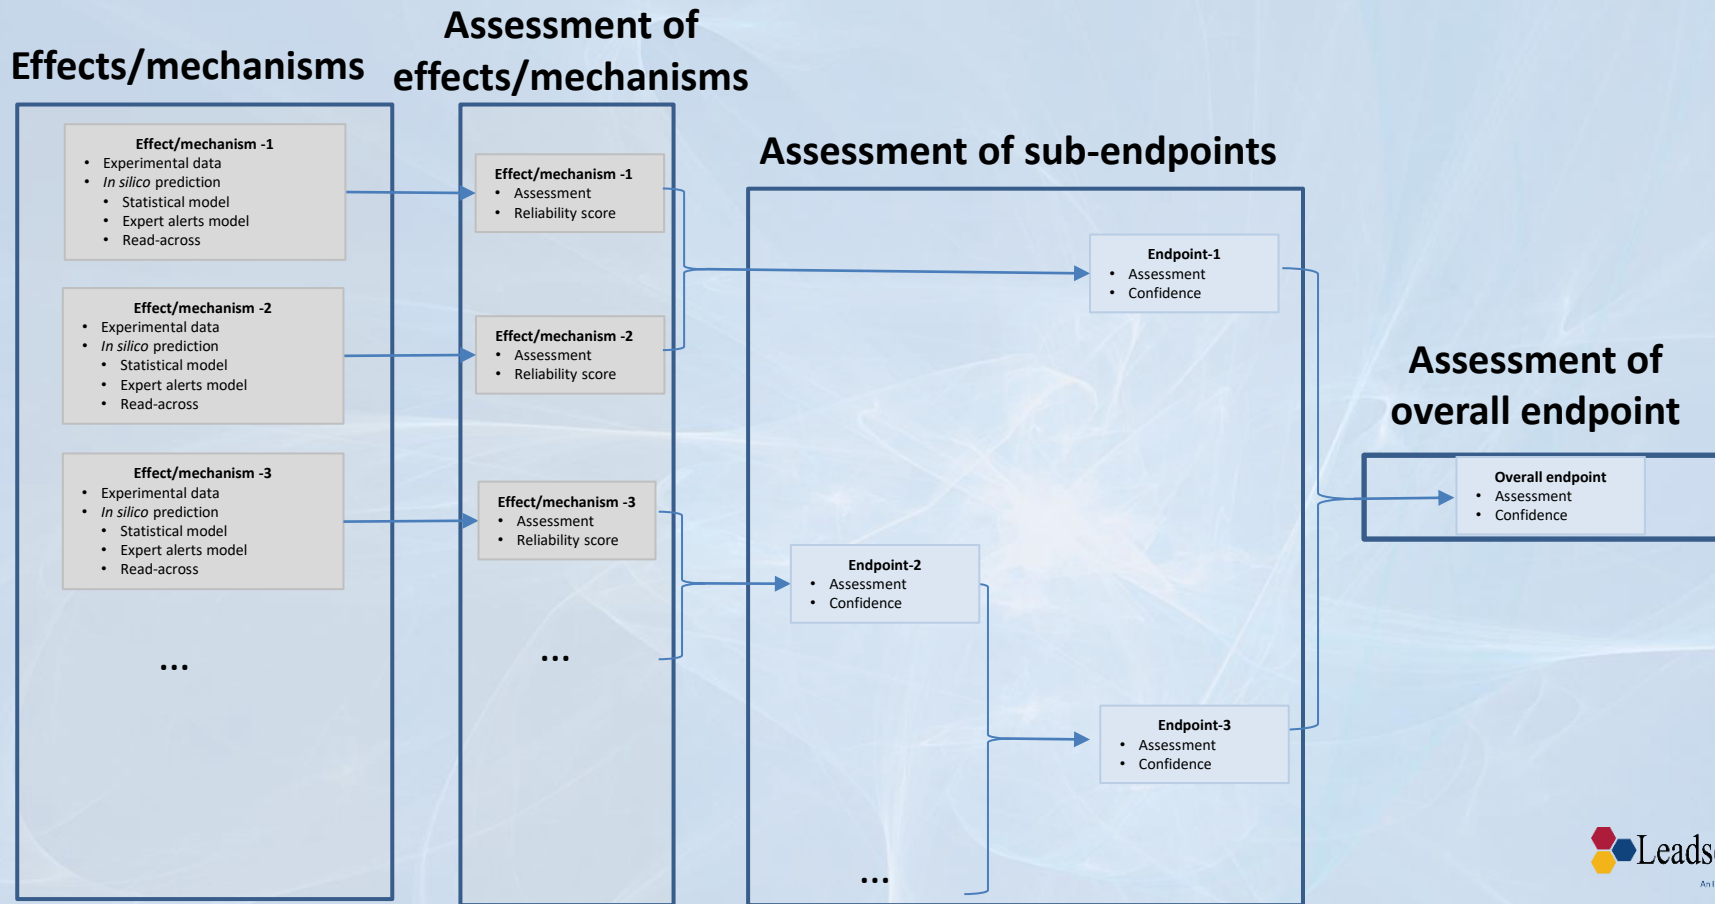 Effects/mechanisms
Assessment of
effects/mechanisms
Assessment of sub-endpoints
Assessment of
overall endpoint
Effect/mechanism -1
• Experimental data
• In silico prediction
• Statistical model
• Expert alerts model
• Read-across
Effect/mechanism -2
• Experimental data
• In silico prediction
• Statistical model
• Expert alerts model
• Read-across
Effect/mechanism -3
• Experimental data
• In silico prediction
• Statistical model
• Expert alerts model
• Read-across
...
Effect/mechanism -1
• Assessment
• Reliability score
Effect/mechanism -2
• Assessment
• Reliability score
Effect/mechanism -3
• Assessment
• Reliability score
...
Endpoint-1
• Assessment
• Confidence
Endpoint-2
• Assessment
• Confidence
Endpoint-3
• Assessment
• Confidence
...
Overall endpoint
• Assessment
• Confidence
Leads